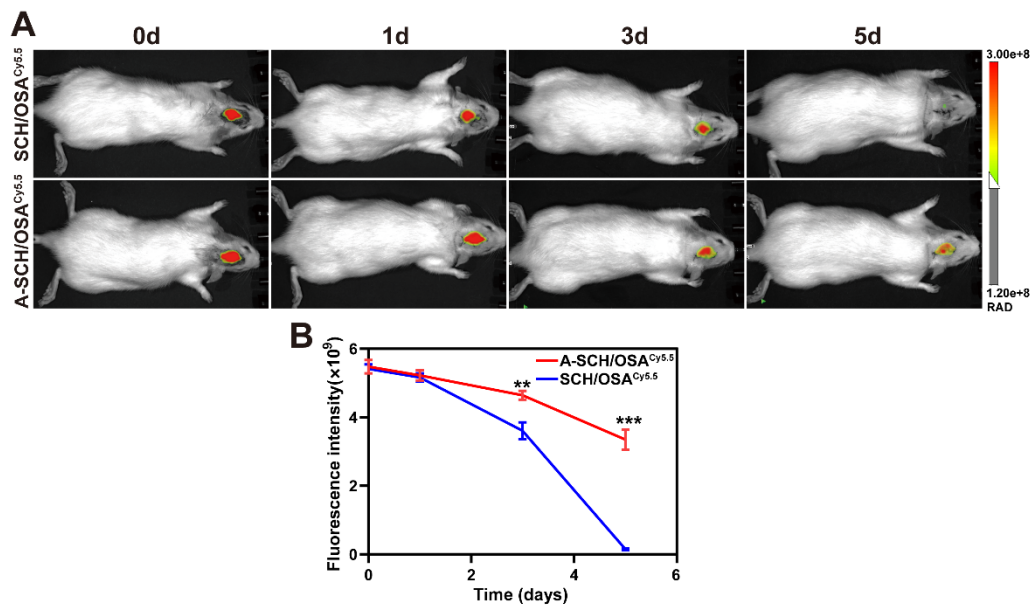 A
0d 1d 3d 5d
SCH/OSA^Cy5.5
A-SCH/OSA^Cy5.5
3.00e+8
1.20e+8
RAD
B
Fluorescence intensity(×10⁹)
6
4
2
0
A-SCH/OSA^Cy5.5
SCH/OSA^Cy5.5
**
***
0 2 4 6
Time (days)